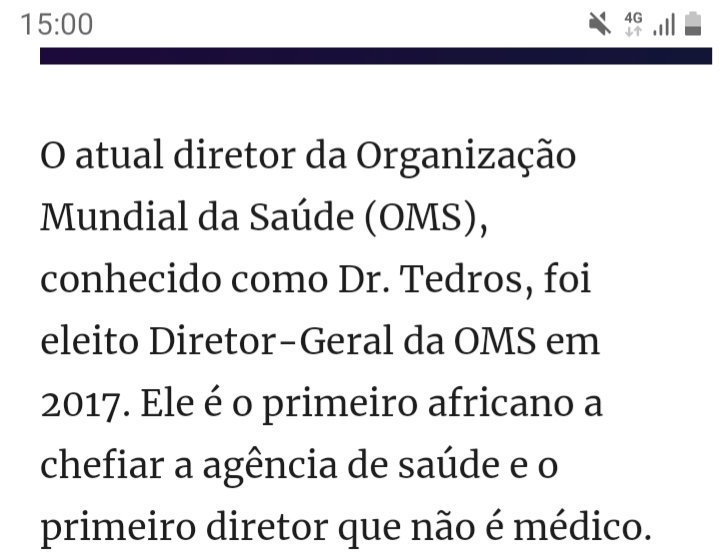 15:00
4G
O atual diretor da Organização
Mundial da Saúde (OMS),
conhecido como Dr. Tedros, foi
eleito Diretor-Geral da OMS em
2017. Ele é o primeiro africano a
chefiar a agência de saúde e o
primeiro diretor que não é médico.